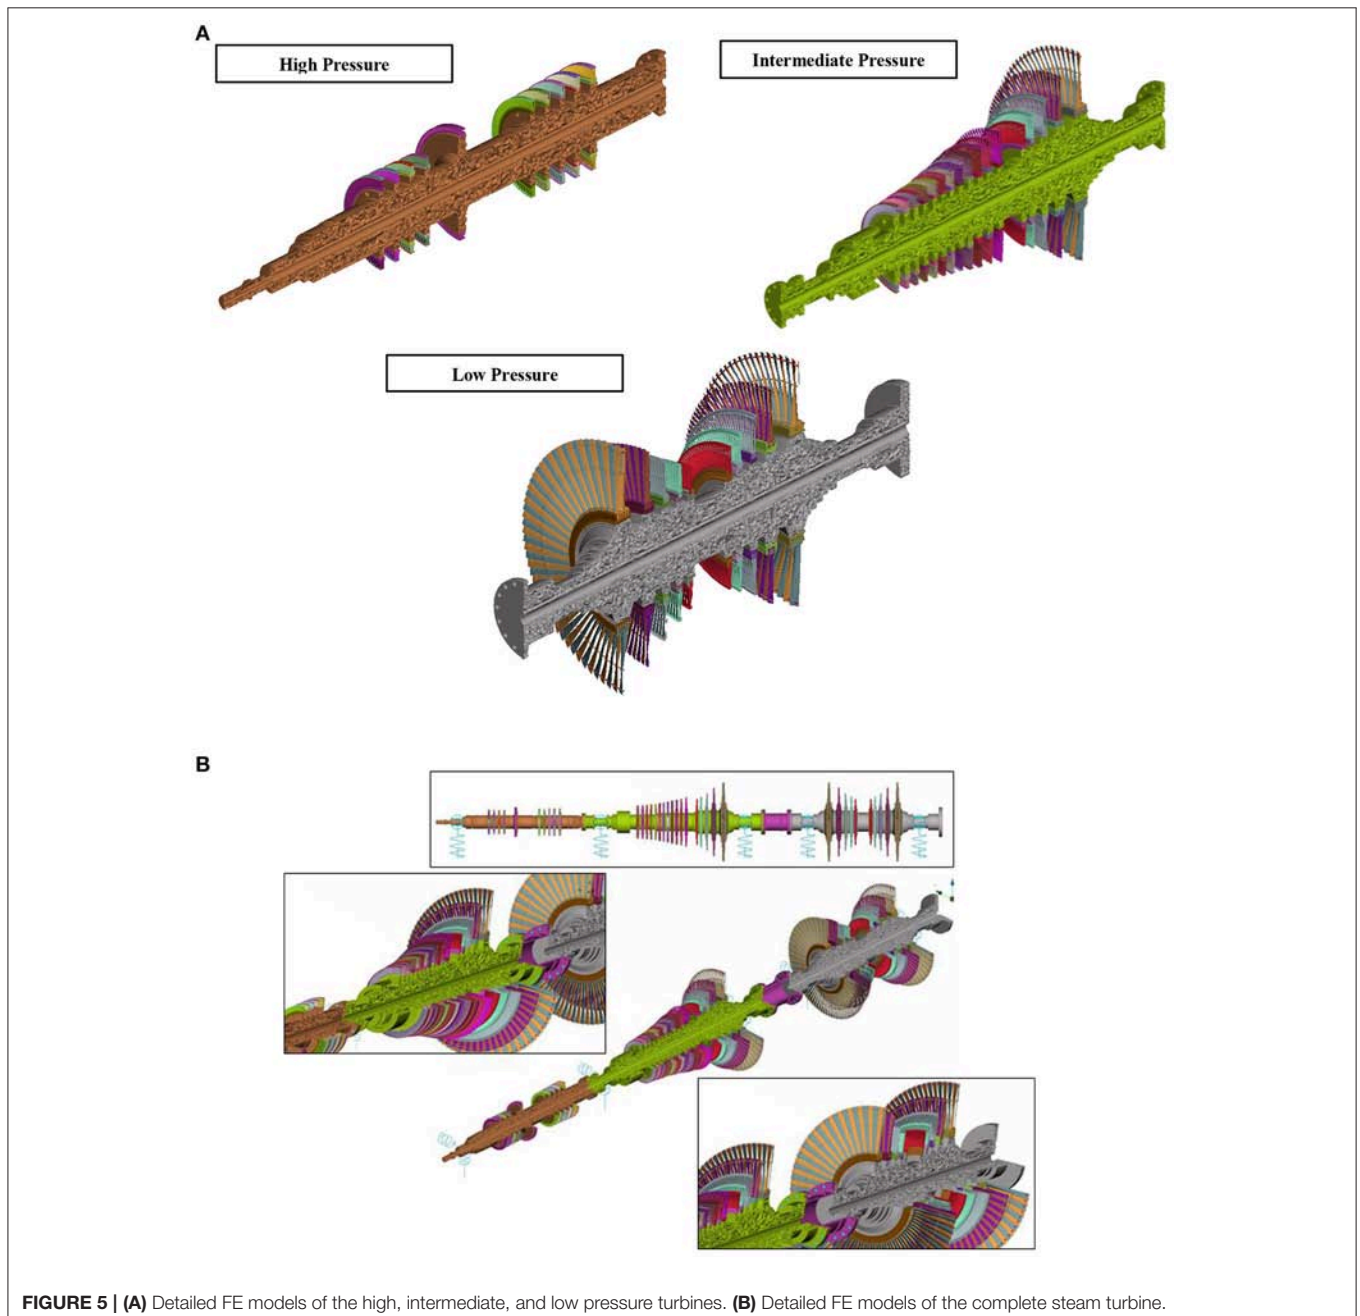 A
High Pressure
Intermediate Pressure
Low Pressure
B
FIGURE 5 | (A) Detailed FE models of the high, intermediate, and low pressure turbines. (B) Detailed FE models of the complete steam turbine.